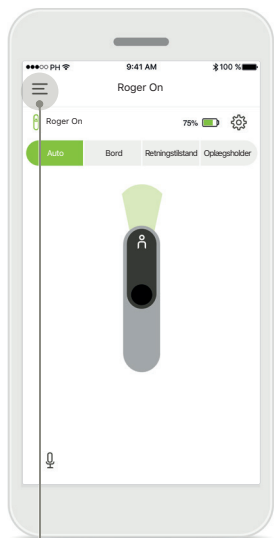 PH 9:41 AM 100 %
Roger On
Roger On 75%
Auto Bord Retningstilstand Oplægsholder